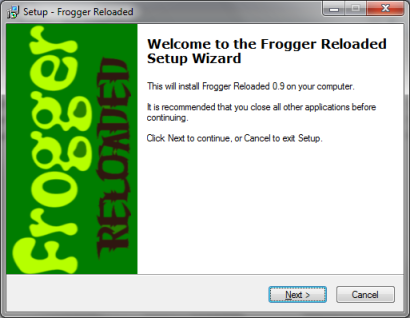 Setup - Frogger Reloaded
Frogger
RELOADED
Welcome to the Frogger Reloaded
Setup Wizard
This will install Frogger Reloaded 0.9 on your computer.
It is recommended that you close all other applications before
continuing.
Click Next to continue, or Cancel to exit Setup.
Next >
Cancel